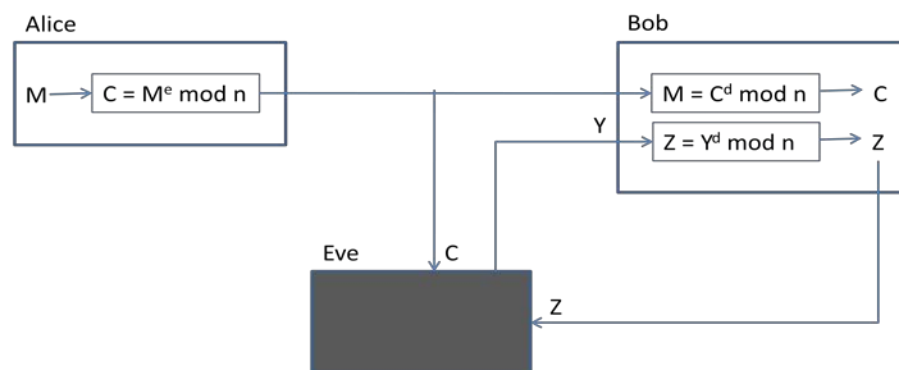 Alice
Bob
M
C = Mᵉ mod n
M = Cᵈ mod n
C
Y
Z = Yᵈ mod n
Z
Eve
C
Z